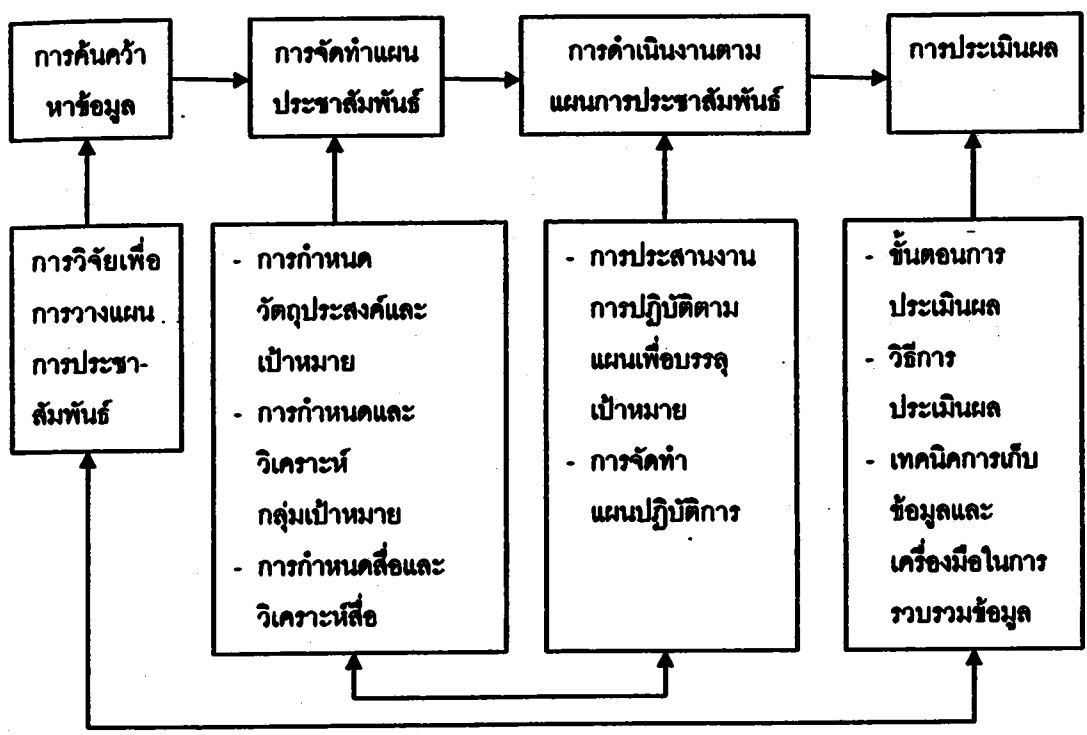 การค้นคว้า
หาข้อมูล
การจัดทำแผน
ประชาสัมพันธ์
การดำเนินงานตาม
แผนการประชาสัมพันธ์
การประเมินผล
การวิจัยเพื่อ
การวางแผน
การประชา-
สัมพันธ์
- การกำหนด
วัตถุประสงค์และ
เป้าหมาย
- การกำหนดและ
วิเคราะห์
กลุ่มเป้าหมาย
- การกำหนดสื่อและ
วิเคราะห์สื่อ
- การประสานงาน
การปฏิบัติตาม
แผนเพื่อบรรลุ
เป้าหมาย
- การจัดทำ
แผนปฏิบัติการ
- ขั้นตอนการ
ประเมินผล
- วิธีการ
ประเมินผล
- เทคนิคการเก็บ
ข้อมูลและ
เครื่องมือในการ
รวบรวมข้อมูล